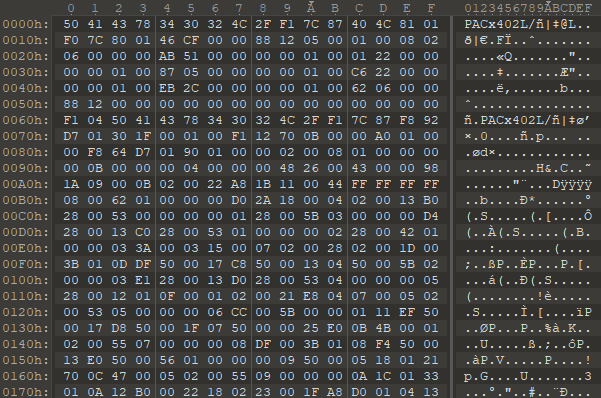 0 1 2 3 4 5 6 7 8 9 A B C D E F 0123456789ABCDEF
0000h: 50 41 43 78 34 30 32 4C 2F F1 7C 87 40 4C 81 01 PACx402L/ñ|‡@L..
0010h: F0 7C 80 01 46 CF 00 00 88 12 05 00 01 00 08 02 ð|€.FÏ..ˆ.......
0020h: 06 00 00 00 AB 51 00 00 00 00 01 01 22 00 00 ....«Q......"..
0030h: 00 01 00 00 87 05 00 00 01 00 00 C6 22 00 00 ....‡......Æ"..
0040h: 00 01 00 EB 2C 00 00 00 01 00 62 06 00 00 ....ë,......b...
0050h: 88 12 00 00 00 00 00 00 00 00 00 00 00 00 00 00 ˆ...............
0060h: F1 04 50 41 43 78 34 30 32 4C 2F F1 7C 87 F8 92 ñ.PACx402L/ñ|‡ø’
0070h: D7 01 30 1F 00 01 00 F1 12 70 0B 00 00 A0 01 00 ×.0....ñ.p... ..
0080h: 00 F8 64 D7 01 90 01 00 00 02 00 08 01 00 00 00 .ød×............
0090h: 00 0B 00 00 00 04 00 00 00 48 26 00 43 00 00 98 .........H&.C..˜
00A0h: 1A 09 00 0B 02 00 22 A8 1B 11 00 44 FF FF FF FF ......"¨...Dÿÿÿÿ
00B0h: 08 00 62 01 00 00 00 D0 2A 18 00 04 02 00 13 B0 ..b....Ð*......°
00C0h: 28 00 53 00 00 00 00 01 28 00 5B 03 00 00 00 D4 (.S.....(.[....Ô
00D0h: 28 00 13 C0 28 00 53 01 00 00 00 02 28 00 42 01 (..À(.S.....(.B.
00E0h: 00 00 03 3A 00 03 15 00 07 02 00 28 02 00 1D 00 ...:.......(....
00F0h: 3B 01 0D DF 50 00 17 C8 50 00 13 04 50 00 5B 02 ;..ßP..ÈP...P.[.
0100h: 00 00 03 E1 28 00 13 D0 28 00 53 04 00 00 00 05 ...á(..Ð(.S.....
0110h: 28 00 12 01 0F 00 01 02 00 21 E8 04 07 00 05 02 (........!è.....
0120h: 00 53 05 00 00 00 06 CC 00 5B 00 00 01 11 EF 50 .S.....Ì.[....ïP
0130h: 00 17 D8 50 00 1F 07 50 00 00 25 E0 0B 4B 00 01 ..ØP...P..%à.K..
0140h: 02 00 55 07 00 00 00 08 DF 00 3B 01 08 F4 50 00 ..U.....ß.;..ôP.
0150h: 13 E0 50 00 56 01 00 00 00 09 50 00 05 18 01 21 .àP.V.....P....!
0160h: 70 0C 47 00 05 02 00 55 09 00 00 00 0A 1C 01 33 p.G....U.......3
0170h: 01 0A 12 B0 00 22 18 02 23 00 1F A8 D0 01 04 13 ...°."..#..¨Ð...